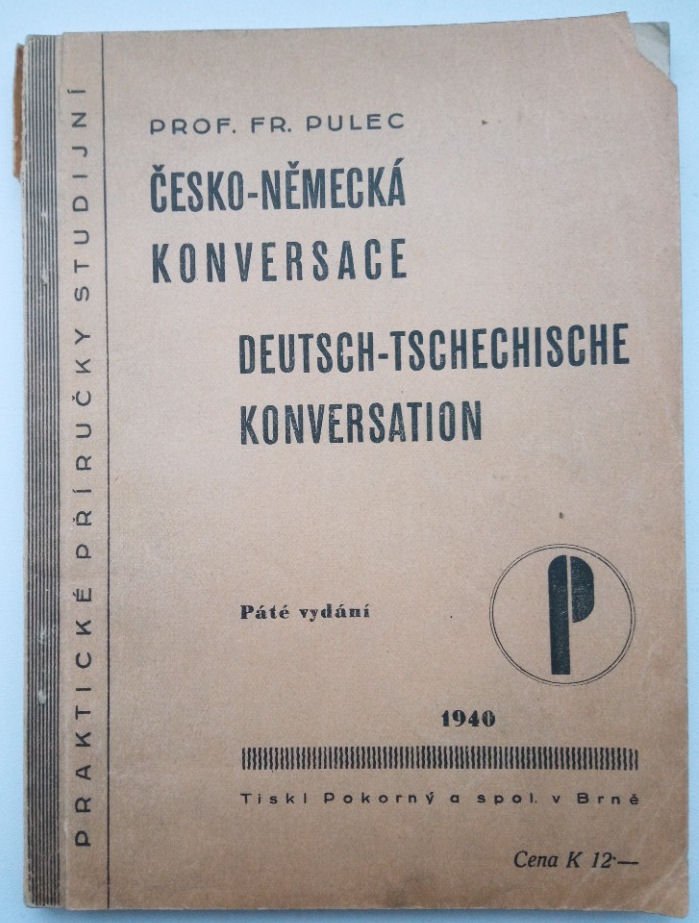 PRAKTICKÉ PŘÍRUČKY STUDIJNÍ
PROF. FR. PULEC
ČESKO-NĚMECKÁ
KONVERSACE
DEUTSCH-TSCHECHISCHE
KONVERSATION
Páté vydání
P
1940
Tiskl Pokorný a spol. v Brně
Cena K 12·—